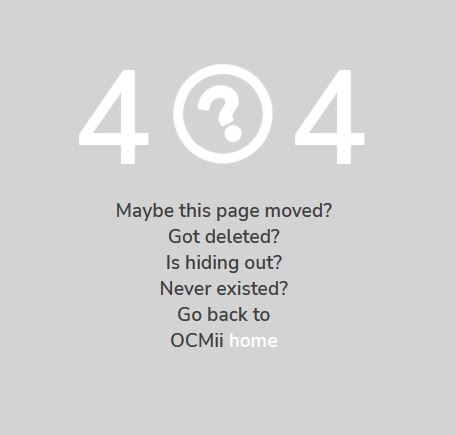 4?4
Maybe this page moved?
Got deleted?
Is hiding out?
Never existed?
Go back to
OCMii home